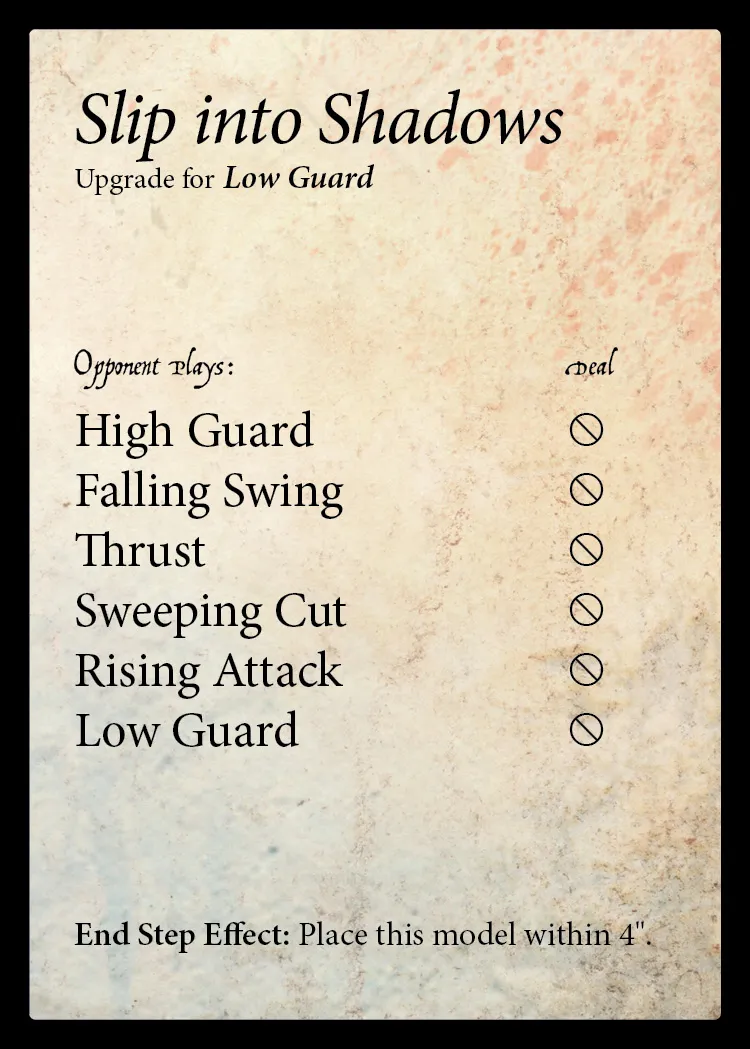 Slip into Shadows
Upgrade for Low Guard
Opponent Plays: Deal
High Guard
Falling Swing
Thrust
Sweeping Cut
Rising Attack
Low Guard
End Step Effect: Place this model within 4".